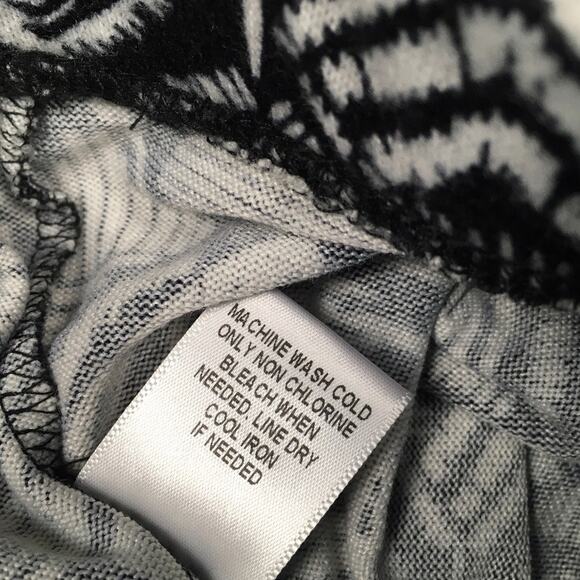 MACHINE WASH COLD
ONLY NON CHLORINE
BLEACH WHEN
NEEDED, LINE DRY
COOL IRON
IF NEEDED